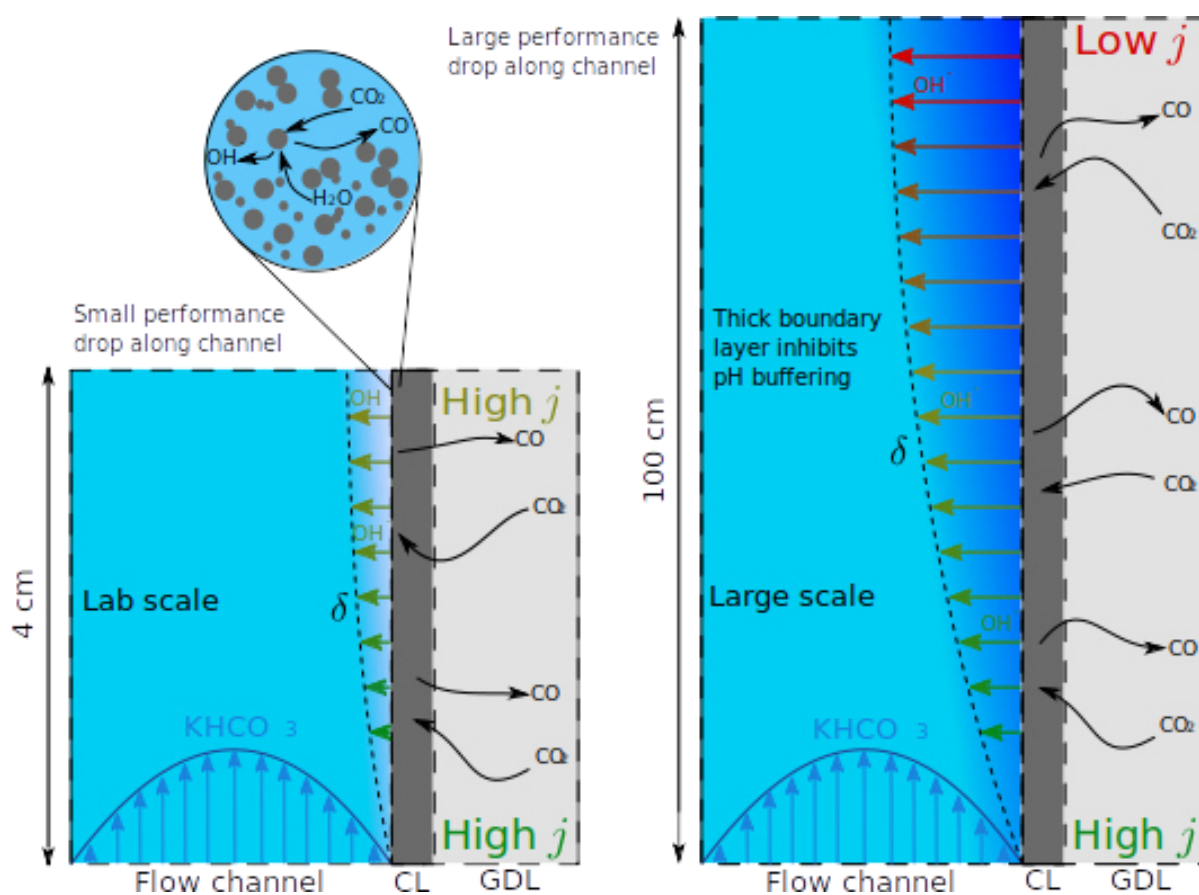 Large performance
drop along channel
CO₂
CO
OH
H₂O
Small performance
drop along channel
4 cm
OH
High j
CO
CO₂
OH⁻
Lab scale
δ
CO
CO₂
KHCO 3
High j
Flow channel
CL
GDL
100 cm
Low j
OH⁻
CO
CO₂
Thick boundary
layer inhibits
pH buffering
OH⁻
CO
δ
CO₂
Large scale
OH
CO
CO₂
KHCO 3
High j
Flow channel
CL
GDL